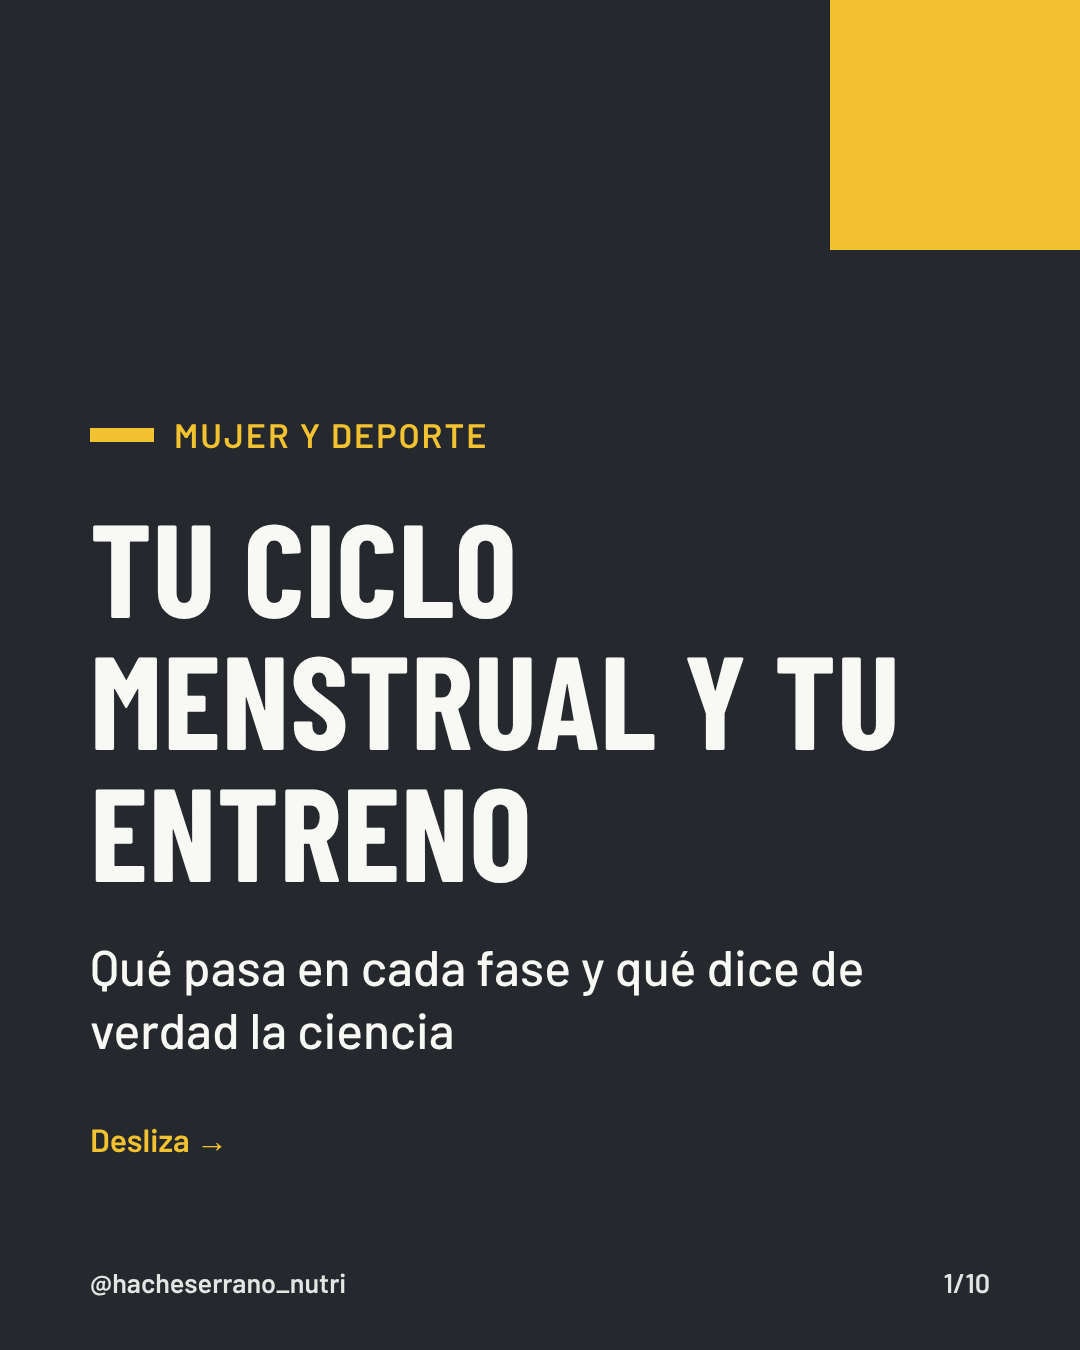 MUJER Y DEPORTE
TU CICLO
MENSTRUAL Y TU
ENTRENO
Qué pasa en cada fase y qué dice de
verdad la ciencia
Desliza →
@hacheserrano_nutri
1/10